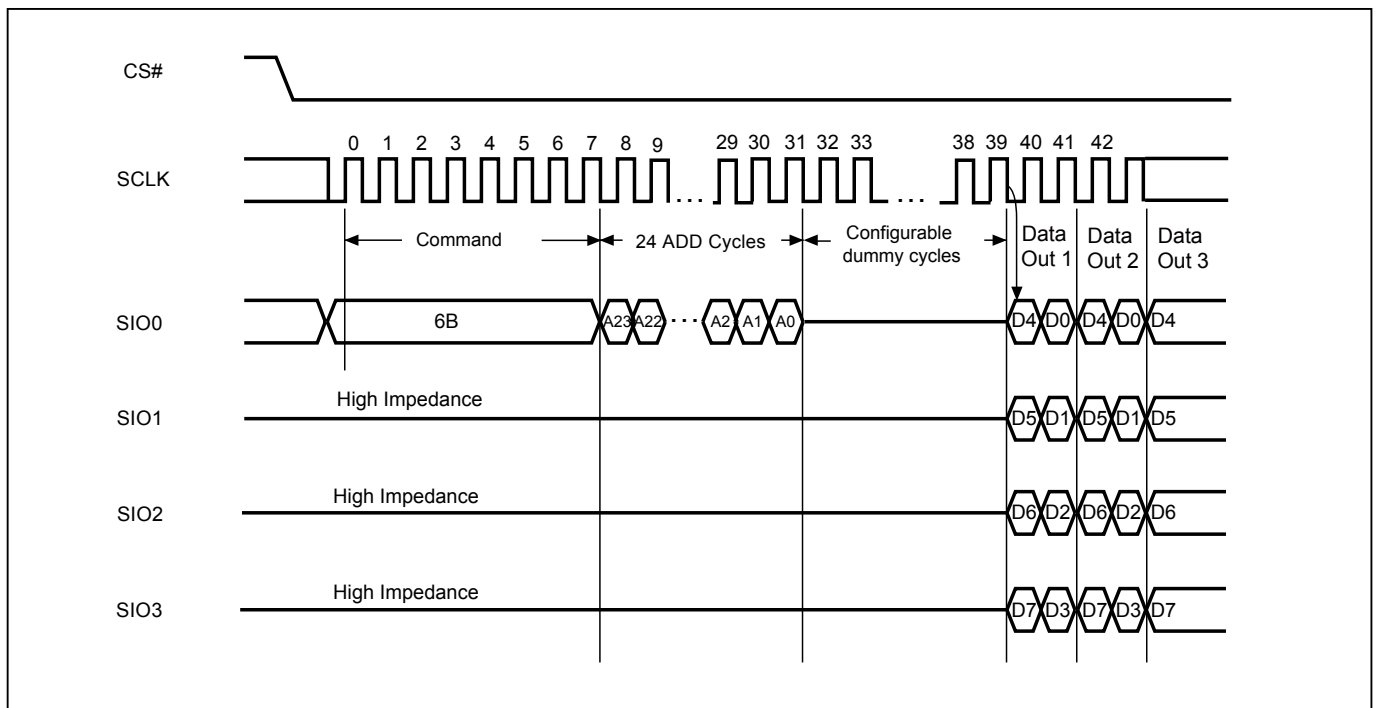 CS#
0 1 2 3 4 5 6 7 8 9 29 30 31 32 33 38 39 40 41 42
SCLK
· · · · · ·
Command 24 ADD Cycles Configurable dummy cycles Data Out 1 Data Out 2 Data Out 3
SIO0 6B A23 A22 · · · A2 A1 A0 D4 D0 D4 D0 D4
High Impedance
SIO1 D5 D1 D5 D1 D5
High Impedance
SIO2 D6 D2 D6 D2 D6
High Impedance
SIO3 D7 D3 D7 D3 D7